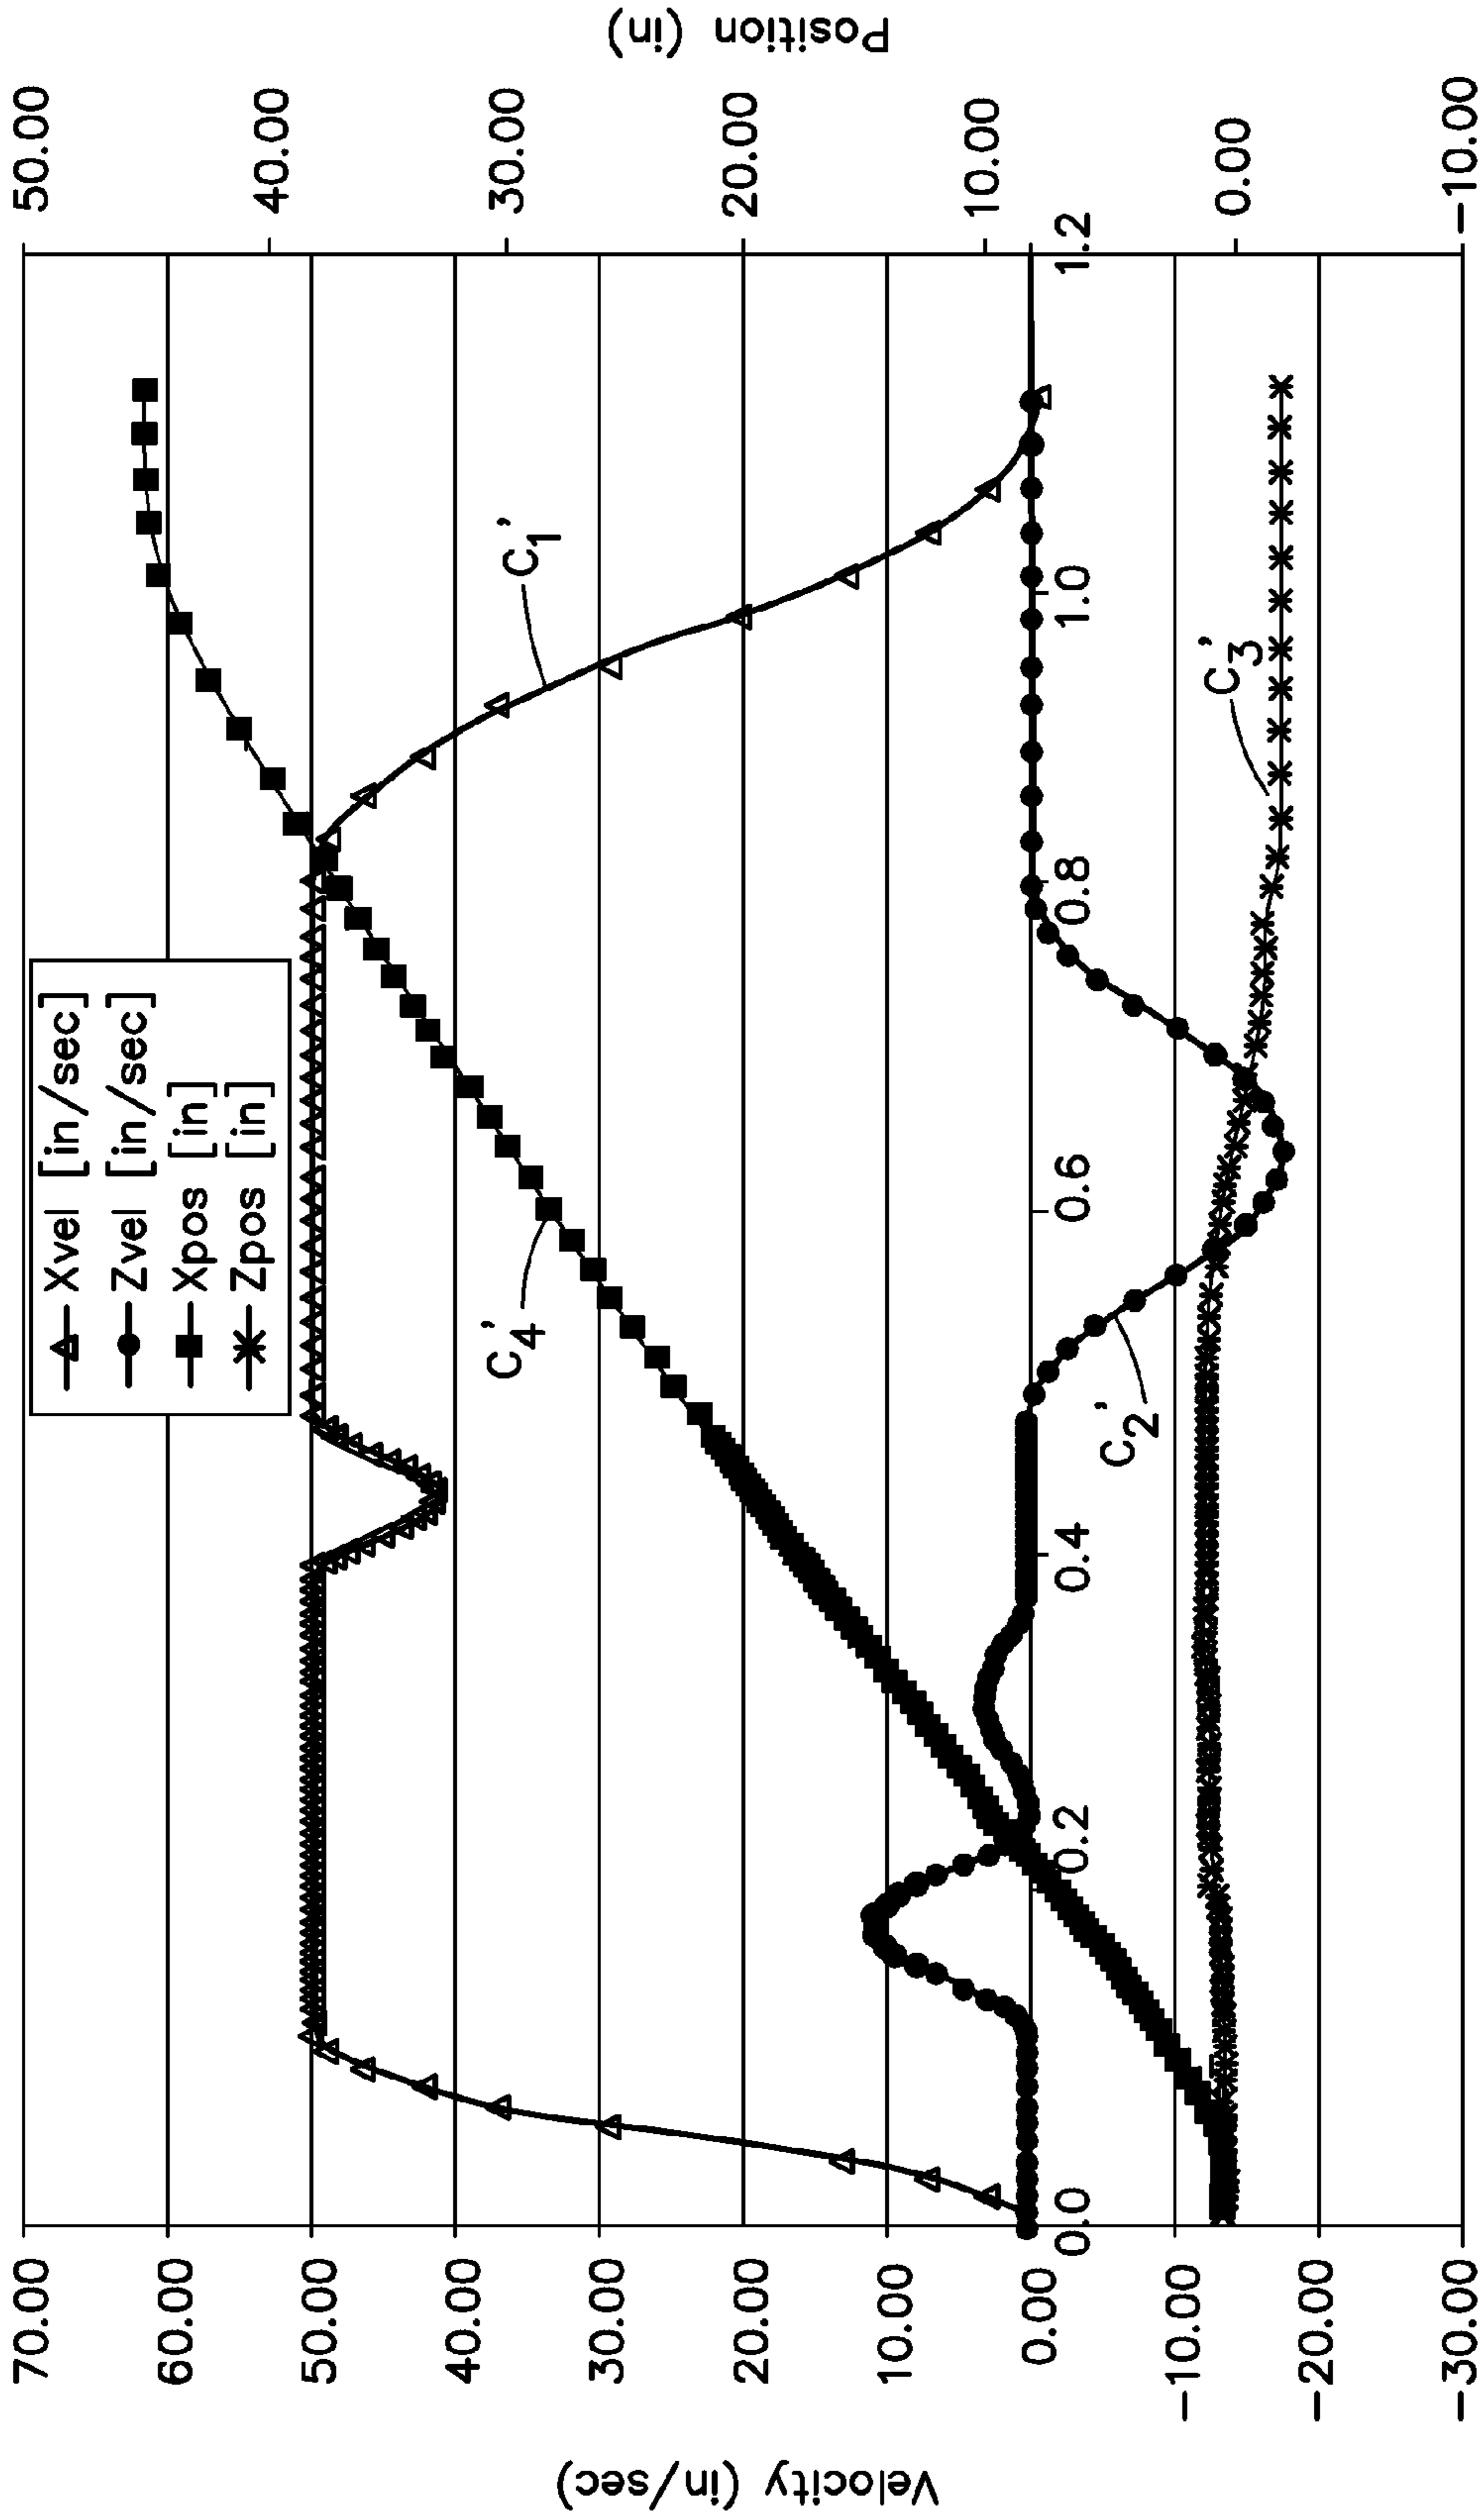 Velocity (in/sec)
70.00
60.00
50.00
40.00
30.00
20.00
10.00
0.00
-10.00
-20.00
-30.00
Xvel [in/sec]
Zvel [in/sec]
Xpos [in]
Zpos [in]
C4'
C1'
C2'
C3'
0.0
0.2
0.4
0.6
0.8
1.0
1.2
50.00
40.00
30.00
20.00
10.00
0.00
-10.00
Position (in)